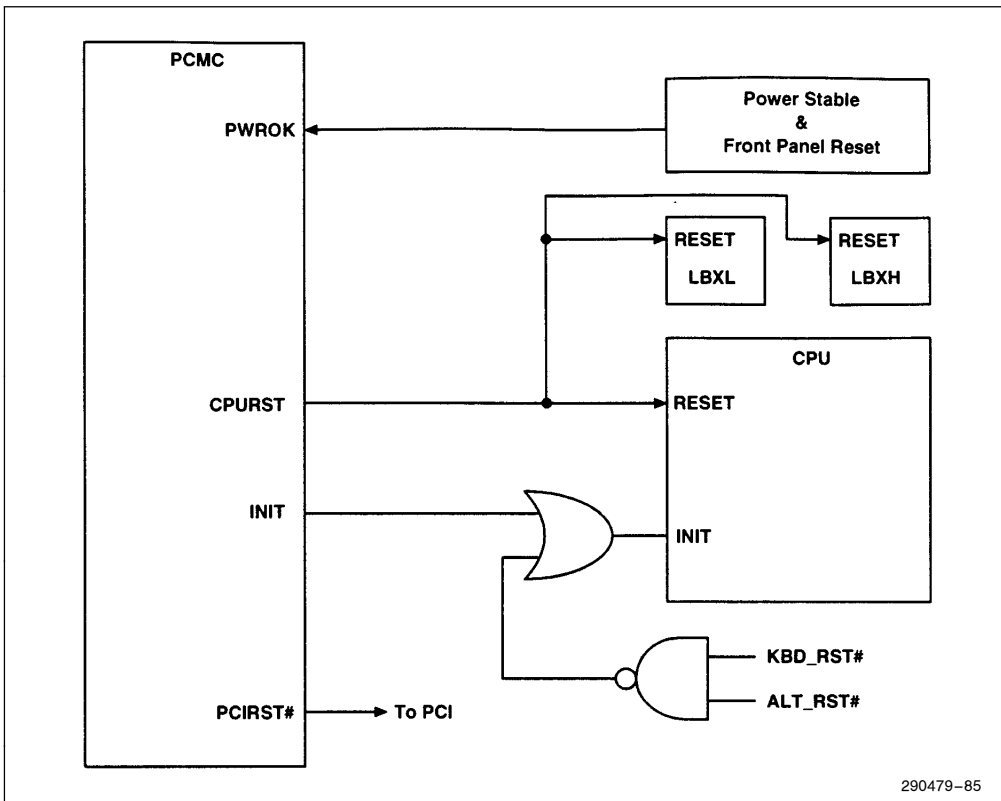 PCMC
PWROK
Power Stable
&
Front Panel Reset
RESET
LBXL
RESET
LBXH
CPU
CPURST
RESET
INIT
INIT
KBD_RST#
ALT_RST#
PCIRST#
To PCI
290479–85